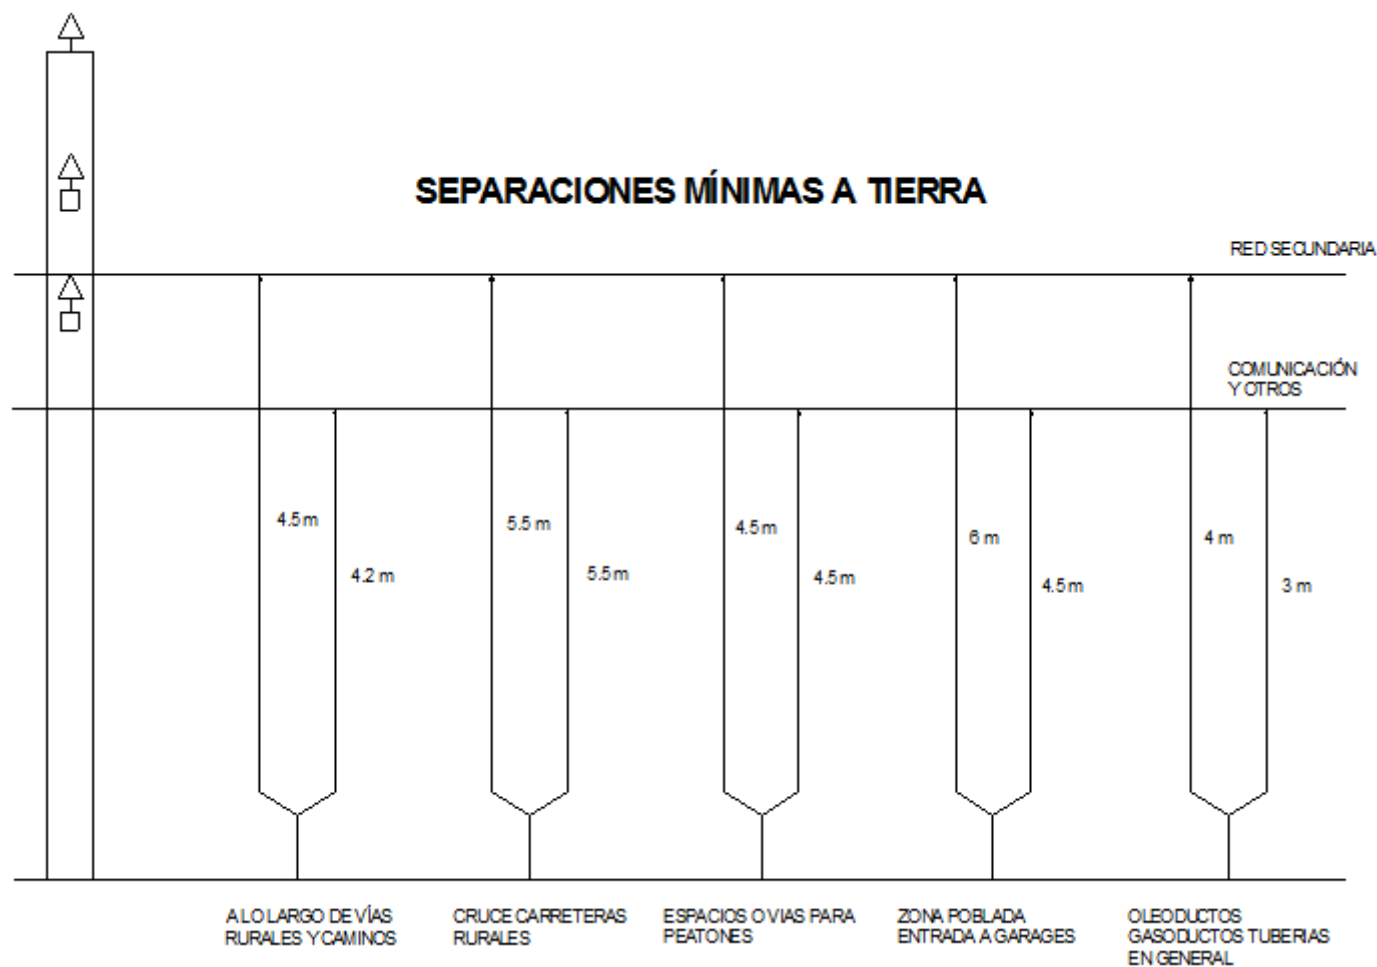 SEPARACIONES MÍNIMAS A TIERRA
RED SECUNDARIA
COMUNICACIÓN
Y OTROS
4.5 m
4.2 m
5.5 m
5.5 m
4.5 m
4.5 m
6 m
4.5 m
4 m
3 m
A LO LARGO DE VÍAS
RURALES Y CAMINOS
CRUCE CARRETERAS
RURALES
ESPACIOS O VIAS PARA
PEATONES
ZONA POBLADA
ENTRADA A GARAGES
OLEODUCTOS
GASODUCTOS TUBERIAS
EN GENERAL